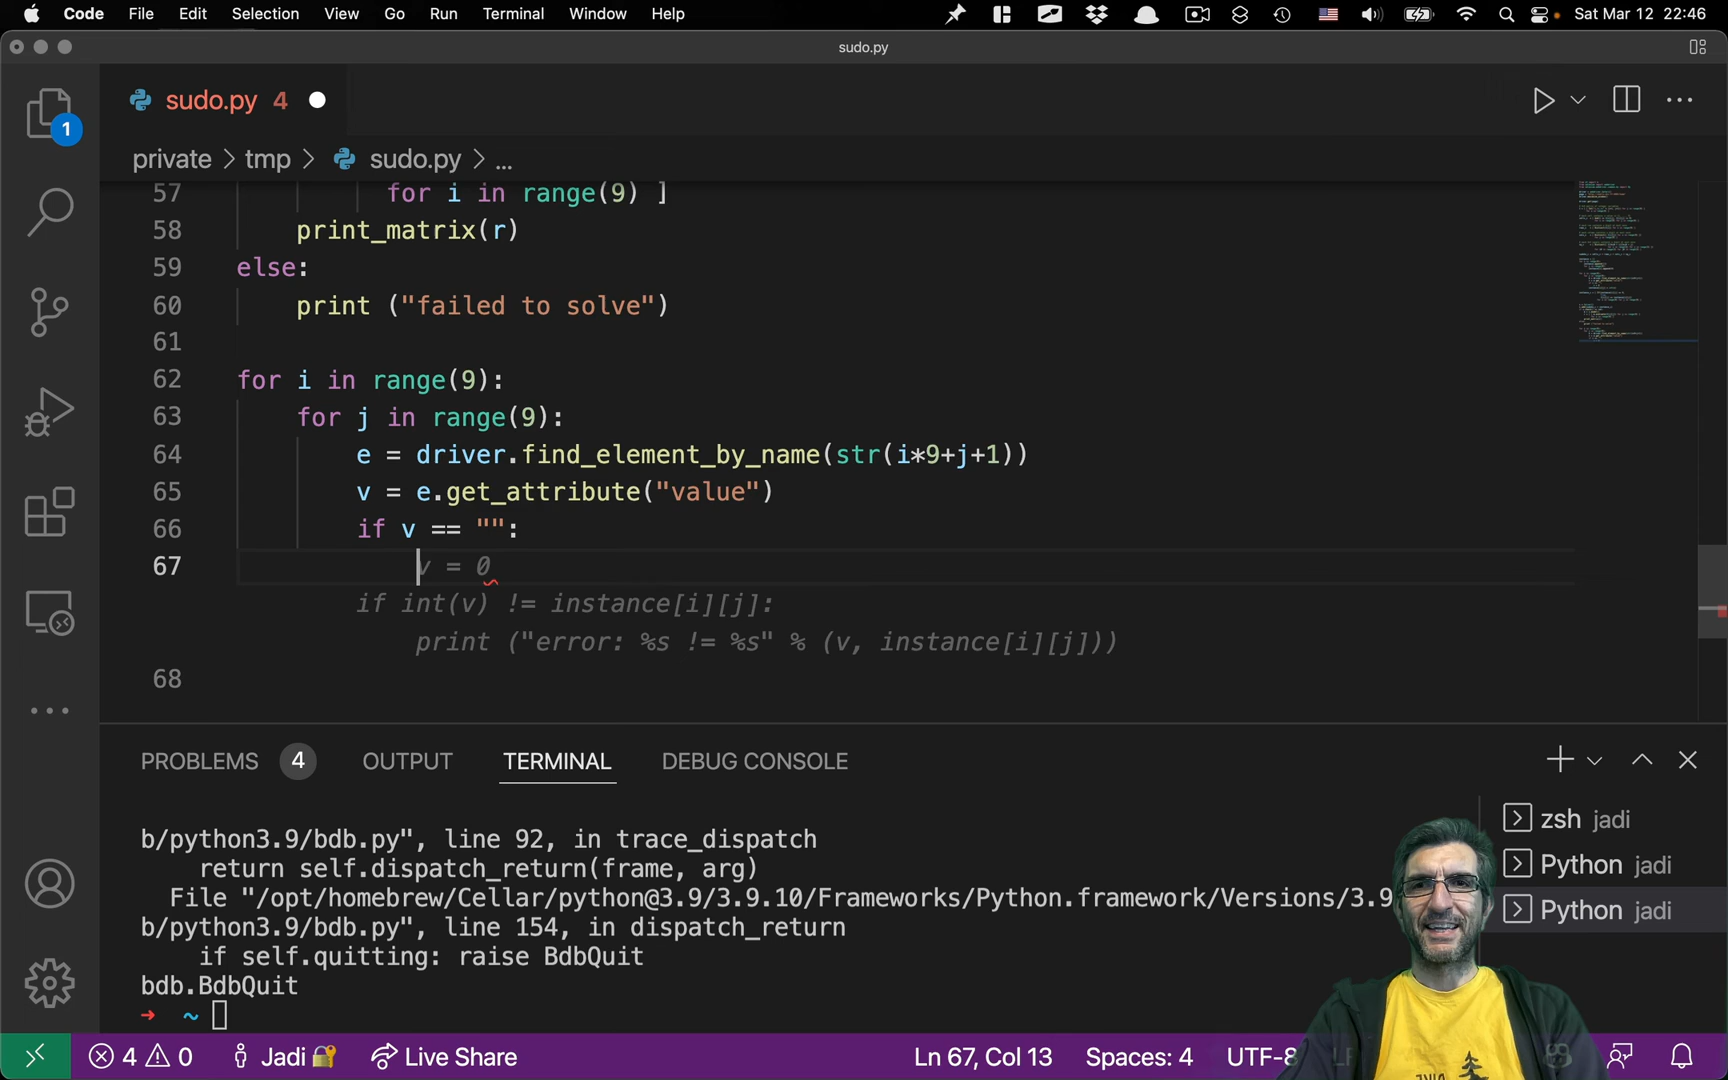 Code File Edit Selection View Go Run Terminal Window Help Sat Mar 12 22:46
sudo.py
sudo.py 4
1
private > tmp > sudo.py > ...
57 for i in range(9) ]
58 print_matrix(r)
59 else:
60 print ("failed to solve")
61
62 for i in range(9):
63 for j in range(9):
64 e = driver.find_element_by_name(str(i*9+j+1))
65 v = e.get_attribute("value")
66 if v == "":
67 v = 0
if int(v) != instance[i][j]:
print ("error: %s != %s" % (v, instance[i][j]))
68
PROBLEMS 4 OUTPUT TERMINAL DEBUG CONSOLE
b/python3.9/bdb.py", line 92, in trace_dispatch
return self.dispatch_return(frame, arg)
File "/opt/homebrew/Cellar/python@3.9/3.9.10/Frameworks/Python.framework/Versions/3.9
b/python3.9/bdb.py", line 154, in dispatch_return
if self.quitting: raise BdbQuit
bdb.BdbQuit
→ ~
zsh jadi
Python jadi
Python jadi
4 0 Jadi Live Share Ln 67, Col 13 Spaces: 4 UTF-8